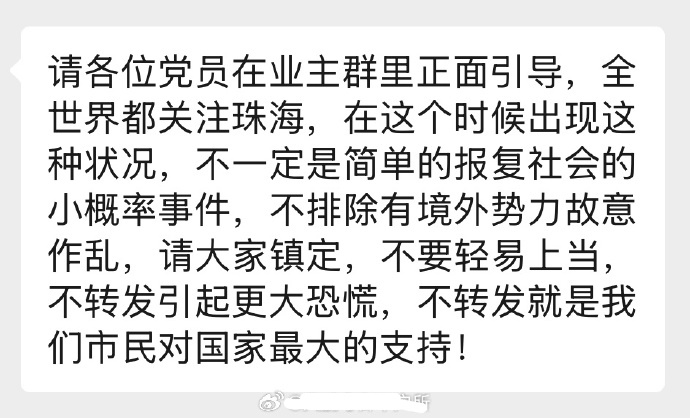 请各位党员在业主群里正面引导，全
世界都关注珠海，在这个时候出现这
种状况，不一定是简单的报复社会的
小概率事件，不排除有境外势力故意
作乱，请大家镇定，不要轻易上当，
不转发引起更大恐慌，不转发就是我
们市民对国家最大的支持！